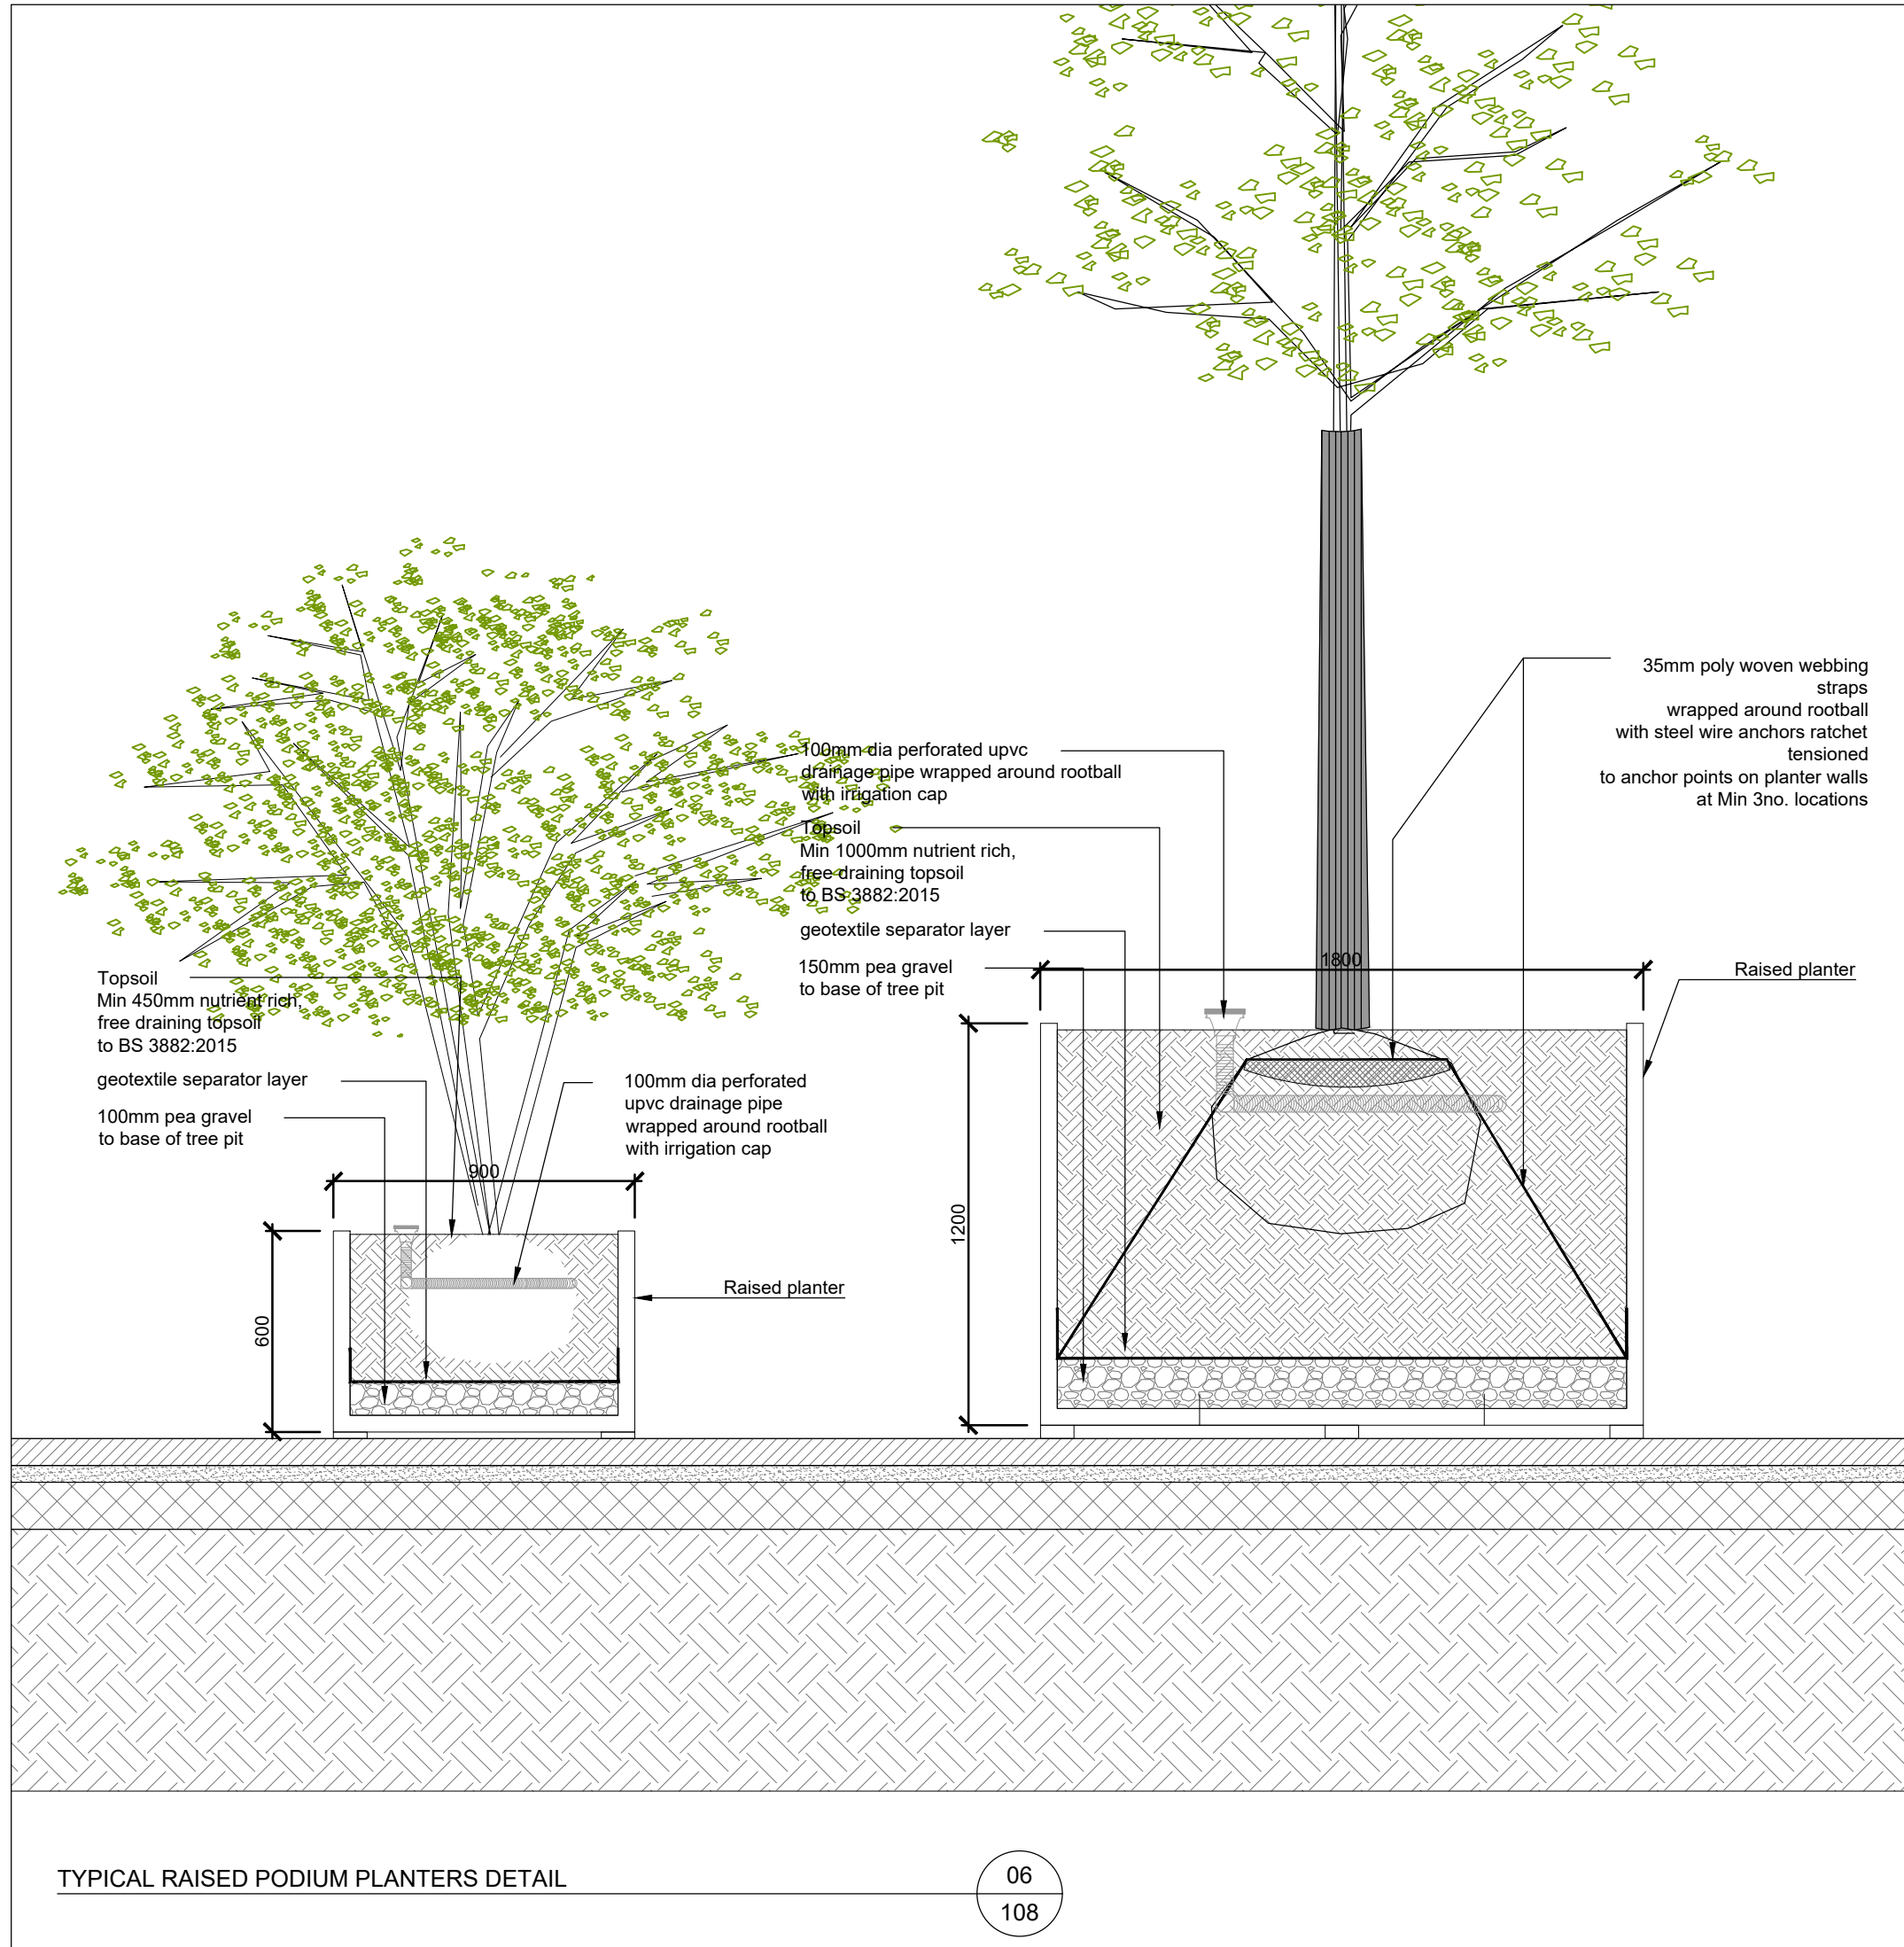 35mm poly woven webbing
straps
wrapped around rootball
with steel wire anchors ratchet
tensioned
to anchor points on planter walls
at Min 3no. locations
100mm dia perforated upvc
drainage pipe wrapped around rootball
with irrigation cap
Topsoil
Min 1000mm nutrient rich,
free draining topsoil
to BS 3882:2015
geotextile separator layer
150mm pea gravel
to base of tree pit
1800
Raised planter
1200
Topsoil
Min 450mm nutrient rich,
free draining topsoil
to BS 3882:2015
geotextile separator layer
100mm pea gravel
to base of tree pit
100mm dia perforated
upvc drainage pipe
wrapped around rootball
with irrigation cap
900
600
Raised planter
TYPICAL RAISED PODIUM PLANTERS DETAIL
06
108